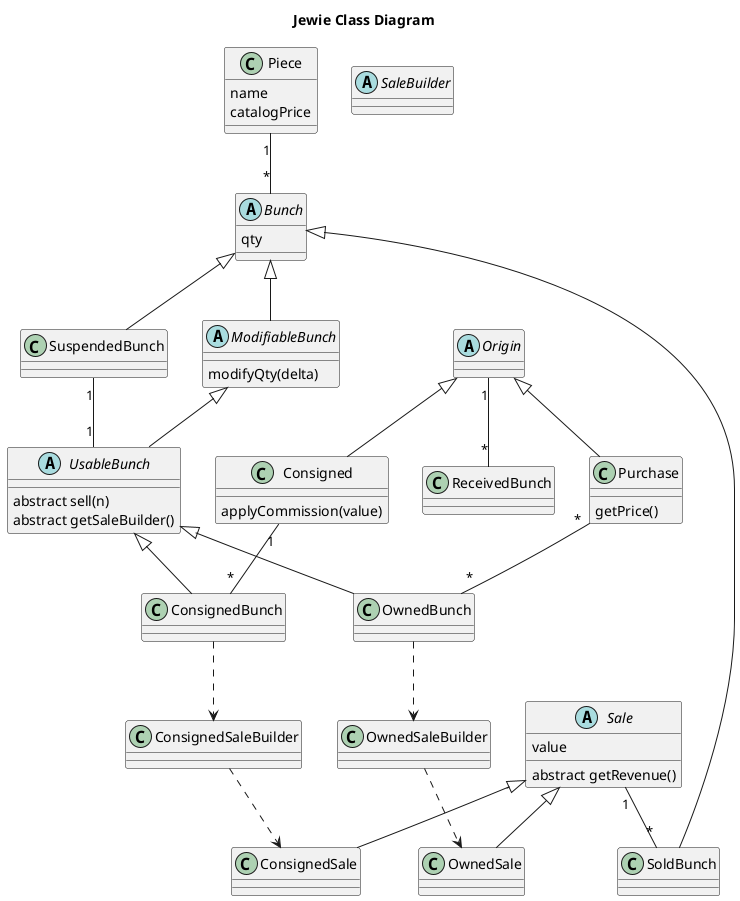 Jewie Class Diagram
C Piece
name
catalogPrice
A SaleBuilder
1
*
A Bunch
qty
C SuspendedBunch
A ModifiableBunch
modifyQty(delta)
A Origin
1
1
1
*
A UsableBunch
abstract sell(n)
abstract getSaleBuilder()
C Consigned
applyCommission(value)
C ReceivedBunch
C Purchase
getPrice()
1
*
*
*
C ConsignedBunch
C OwnedBunch
C ConsignedSaleBuilder
C OwnedSaleBuilder
A Sale
value
abstract getRevenue()
1
*
C ConsignedSale
C OwnedSale
C SoldBunch